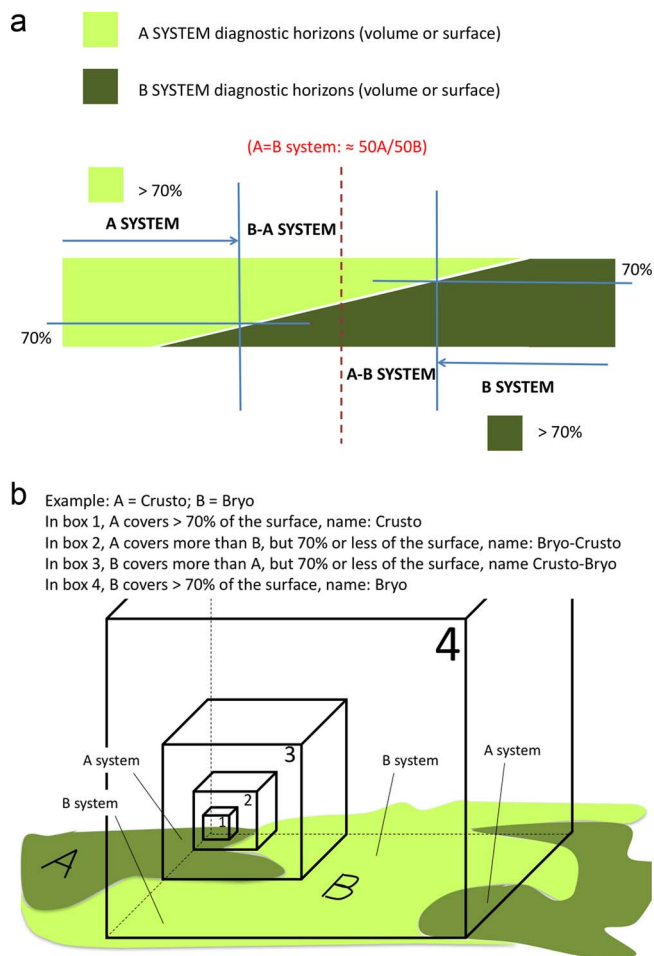 a
A SYSTEM diagnostic horizons (volume or surface)
B SYSTEM diagnostic horizons (volume or surface)
(A=B system: ≈ 50A/50B)
> 70%
A SYSTEM
B-A SYSTEM
70%
70%
A-B SYSTEM
B SYSTEM
> 70%
b
Example: A = Crusto; B = Bryo
In box 1, A covers > 70% of the surface, name: Crusto
In box 2, A covers more than B, but 70% or less of the surface, name: Bryo-Crusto
In box 3, B covers more than A, but 70% or less of the surface, name Crusto-Bryo
In box 4, B covers > 70% of the surface, name: Bryo
4
3
A system
B system
A system
2
B system
1
A
B